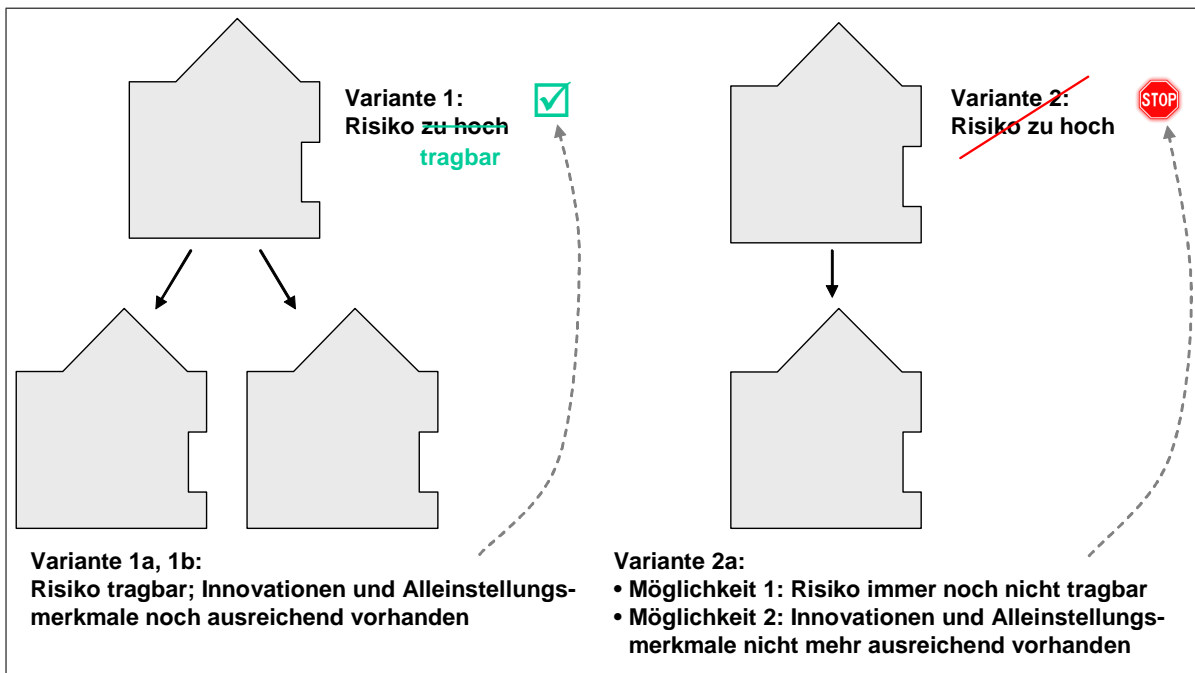 Variante 1:
Risiko zu hoch
tragbar
Variante 2:
Risiko zu hoch
STOP
Variante 1a, 1b:
Risiko tragbar; Innovationen und Alleinstellungs-
merkmale noch ausreichend vorhanden
Variante 2a:
• Möglichkeit 1: Risiko immer noch nicht tragbar
• Möglichkeit 2: Innovationen und Alleinstellungs-
merkmale nicht mehr ausreichend vorhanden